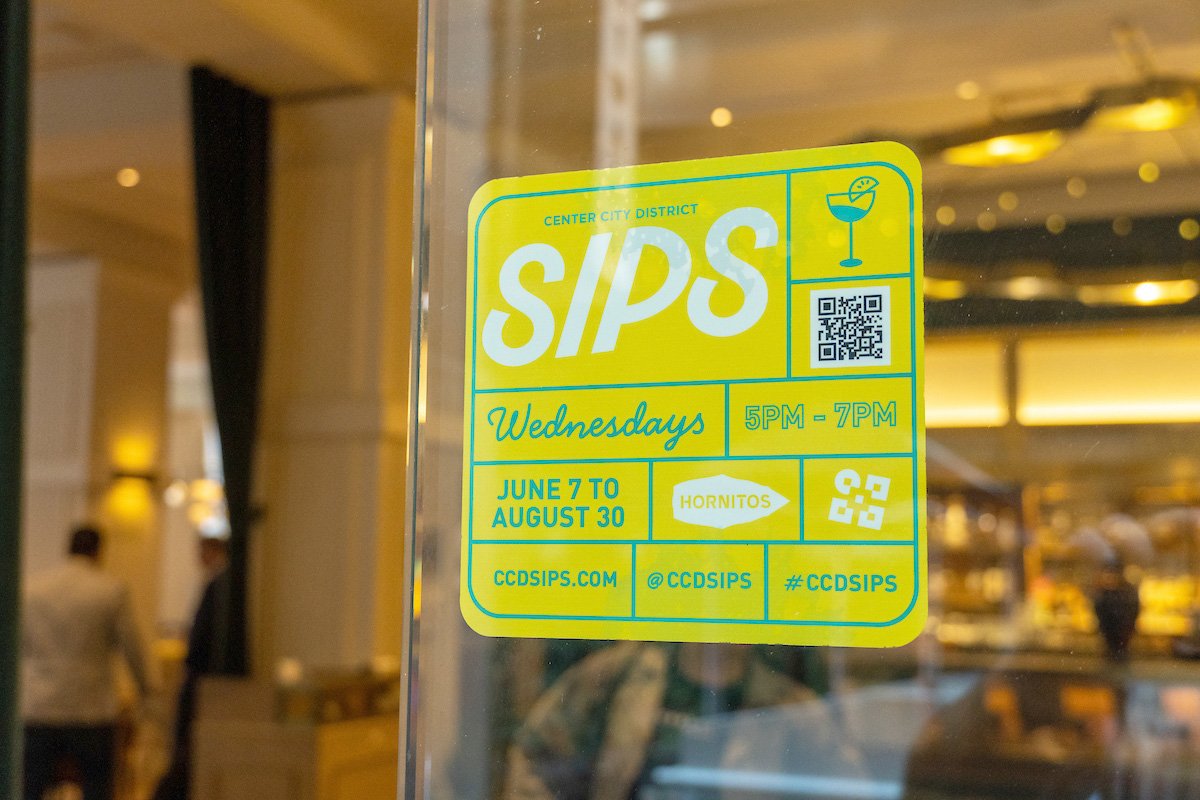 CENTER CITY DISTRICT
SIPS
Wednesdays
5PM - 7PM
JUNE 7 TO
AUGUST 30
HORNITOS
CCDSIPS.COM
@CCDSIPS
#CCDSIPS